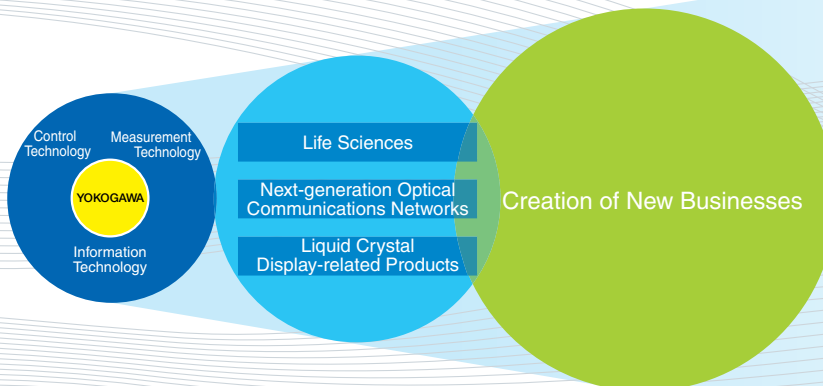 Control
Technology
Measurement
Technology
YOKOGAWA
Information
Technology
Life Sciences
Next-generation Optical
Communications Networks
Liquid Crystal
Display-related Products
Creation of New Businesses